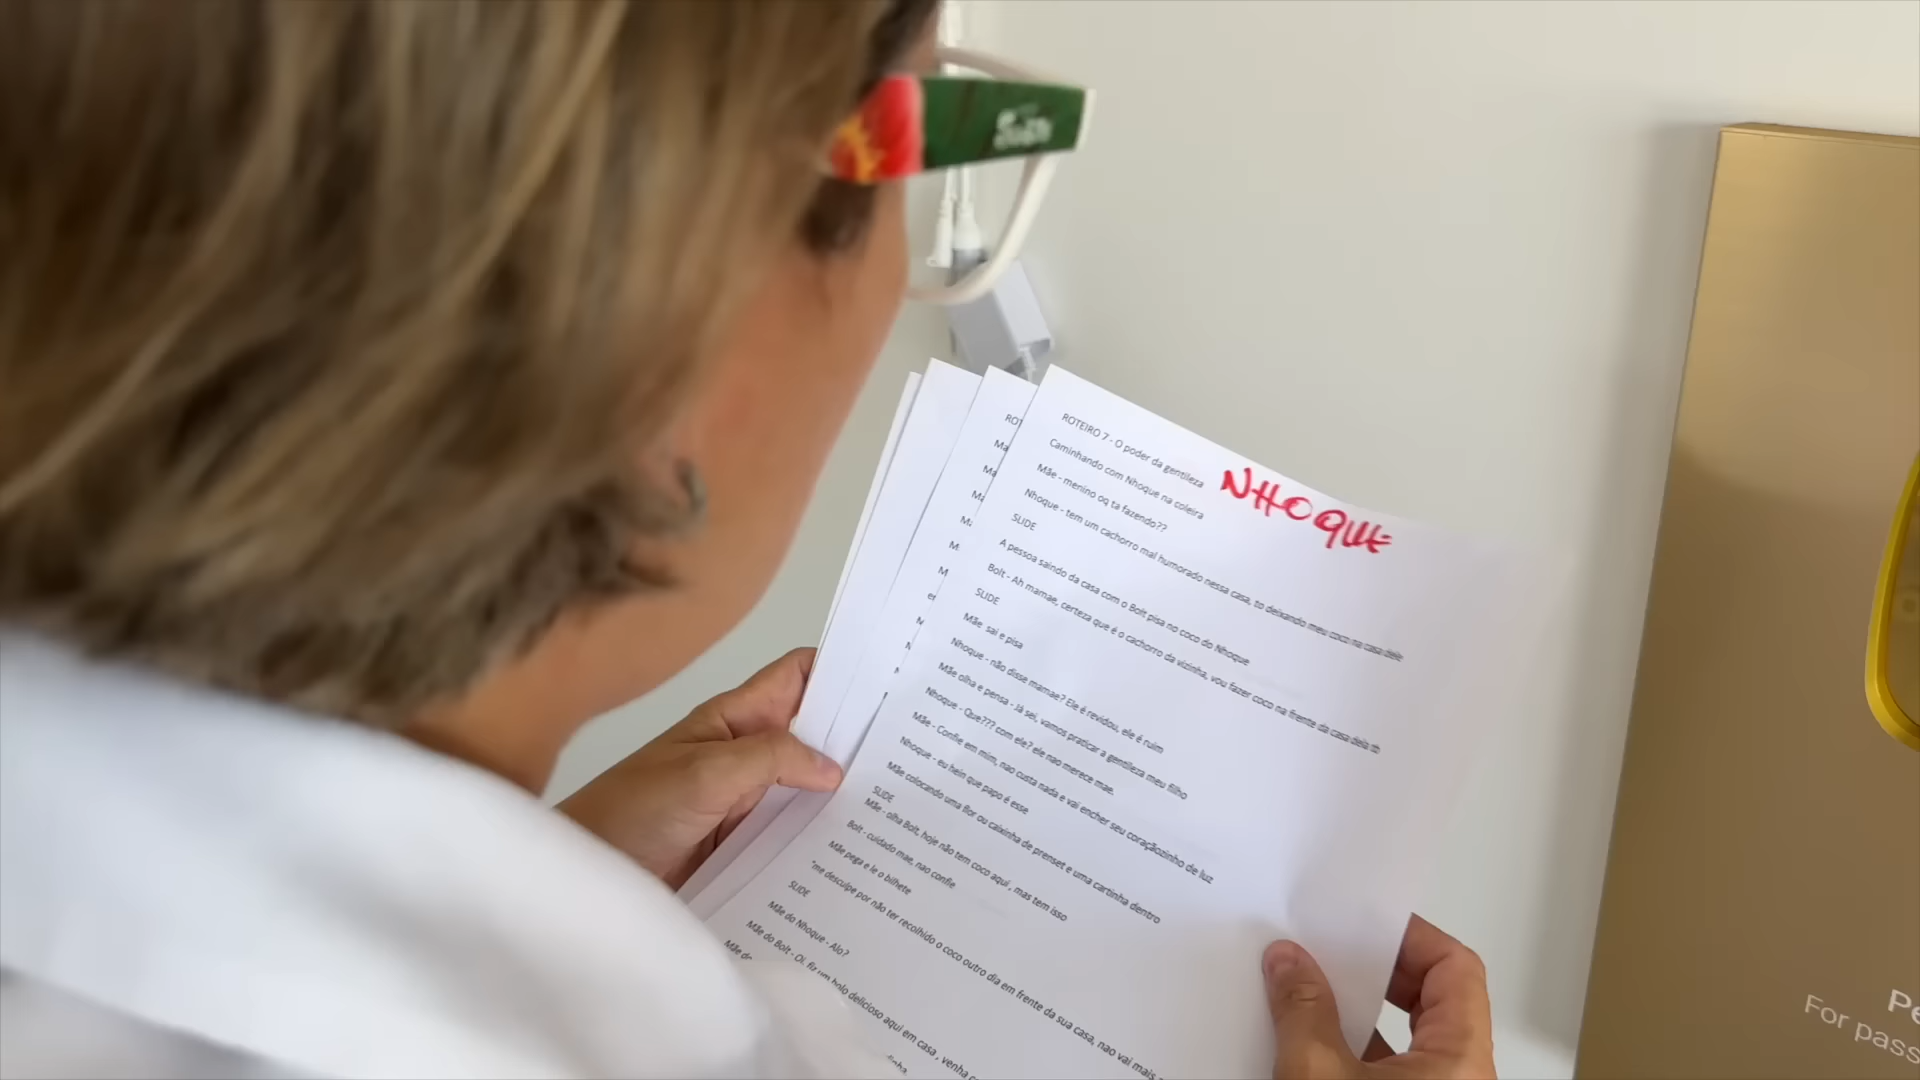 ROTEIRO 7 - O poder da gentileza
NHOQUE
Caminhando com Nhoque na coleira
Mãe - menino oq ta fazendo??
Nhoque - tem um cachorro mal humorado nessa casa, to deixando meu coco na casa dele
SLIDE
A pessoa saindo da casa com o Bolt pisa no coco do Nhoque
Bolt - Ah mamae, certeza que é o cachorro da vizinha, vou fazer coco na frente da casa dela tb
SLIDE
Mãe sai e pisa
Nhoque - não disse mamae? Ele é revidou, ele é ruim
Mãe olha e pensa - Já sei, vamos praticar a gentileza meu filho
Nhoque - Que??? com ele? ele nao merece mae.
Mãe - Confie em mim, nao custa nada e vai encher seu coraçãozinho de luz
Nhoque - eu hein que papo é esse
Mãe colocando uma flor ou caixinha de prenset e uma cartinha dentro
SLIDE
Mãe - olha Bolt, hoje não tem coco aqui , mas tem isso
Bolt - cuidado mae, nao confie
Mãe pega e le o bilhete
"me desculpe por não ter recolhido o coco outro dia em frente da sua casa, nao vai mais
SLIDE
Mãe do Nhoque - Alo?
Mãe do Bolt - Oi, fiz um bolo delicioso aqui em casa , venha
Mãe do
ROT
For pass